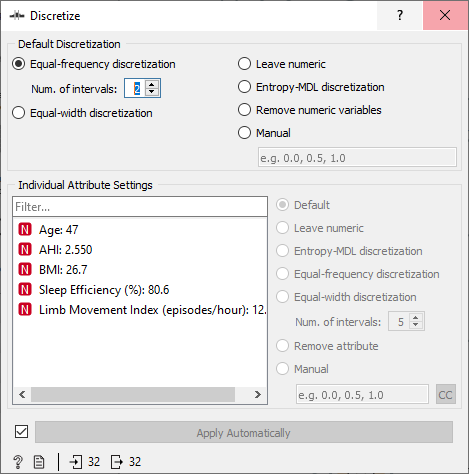 Discretize
?
Default Discretization
Equal-frequency discretization
Num. of intervals: 2
Equal-width discretization
Leave numeric
Entropy-MDL discretization
Remove numeric variables
Manual
e.g. 0.0, 0.5, 1.0
Individual Attribute Settings
Filter...
N Age: 47
N AHI: 2.550
N BMI: 26.7
N Sleep Efficiency (%): 80.6
N Limb Movement Index (episodes/hour): 12.
Default
Leave numeric
Entropy-MDL discretization
Equal-frequency discretization
Equal-width discretization
Num. of intervals: 5
Remove attribute
Manual
e.g. 0.0, 0.5, 1.0 CC
Apply Automatically
? 32 32